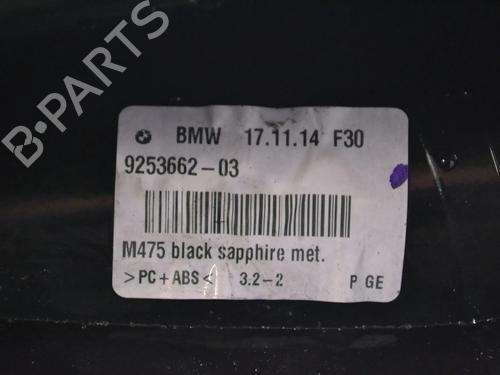 BMW 17.11.14 F30
9253662-03
M475 black sapphire met.
>PC+ABS< 3.2-2 P GE
B-PARTS